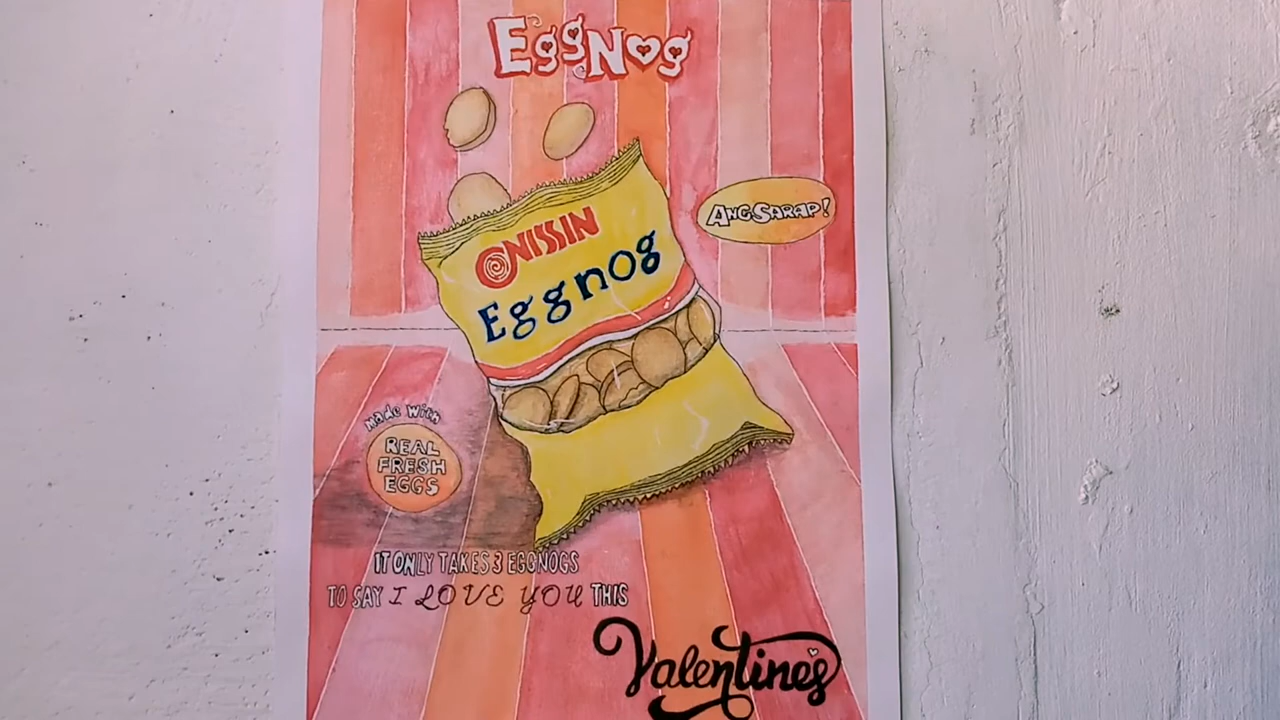 EggNog
ANG SARAP!
NISSIN
Eggnog
Made with
REAL
FRESH
EGGS
IT ONLY TAKES 3 EGGNOGS
TO SAY I LOVE YOU THIS
Valentine's